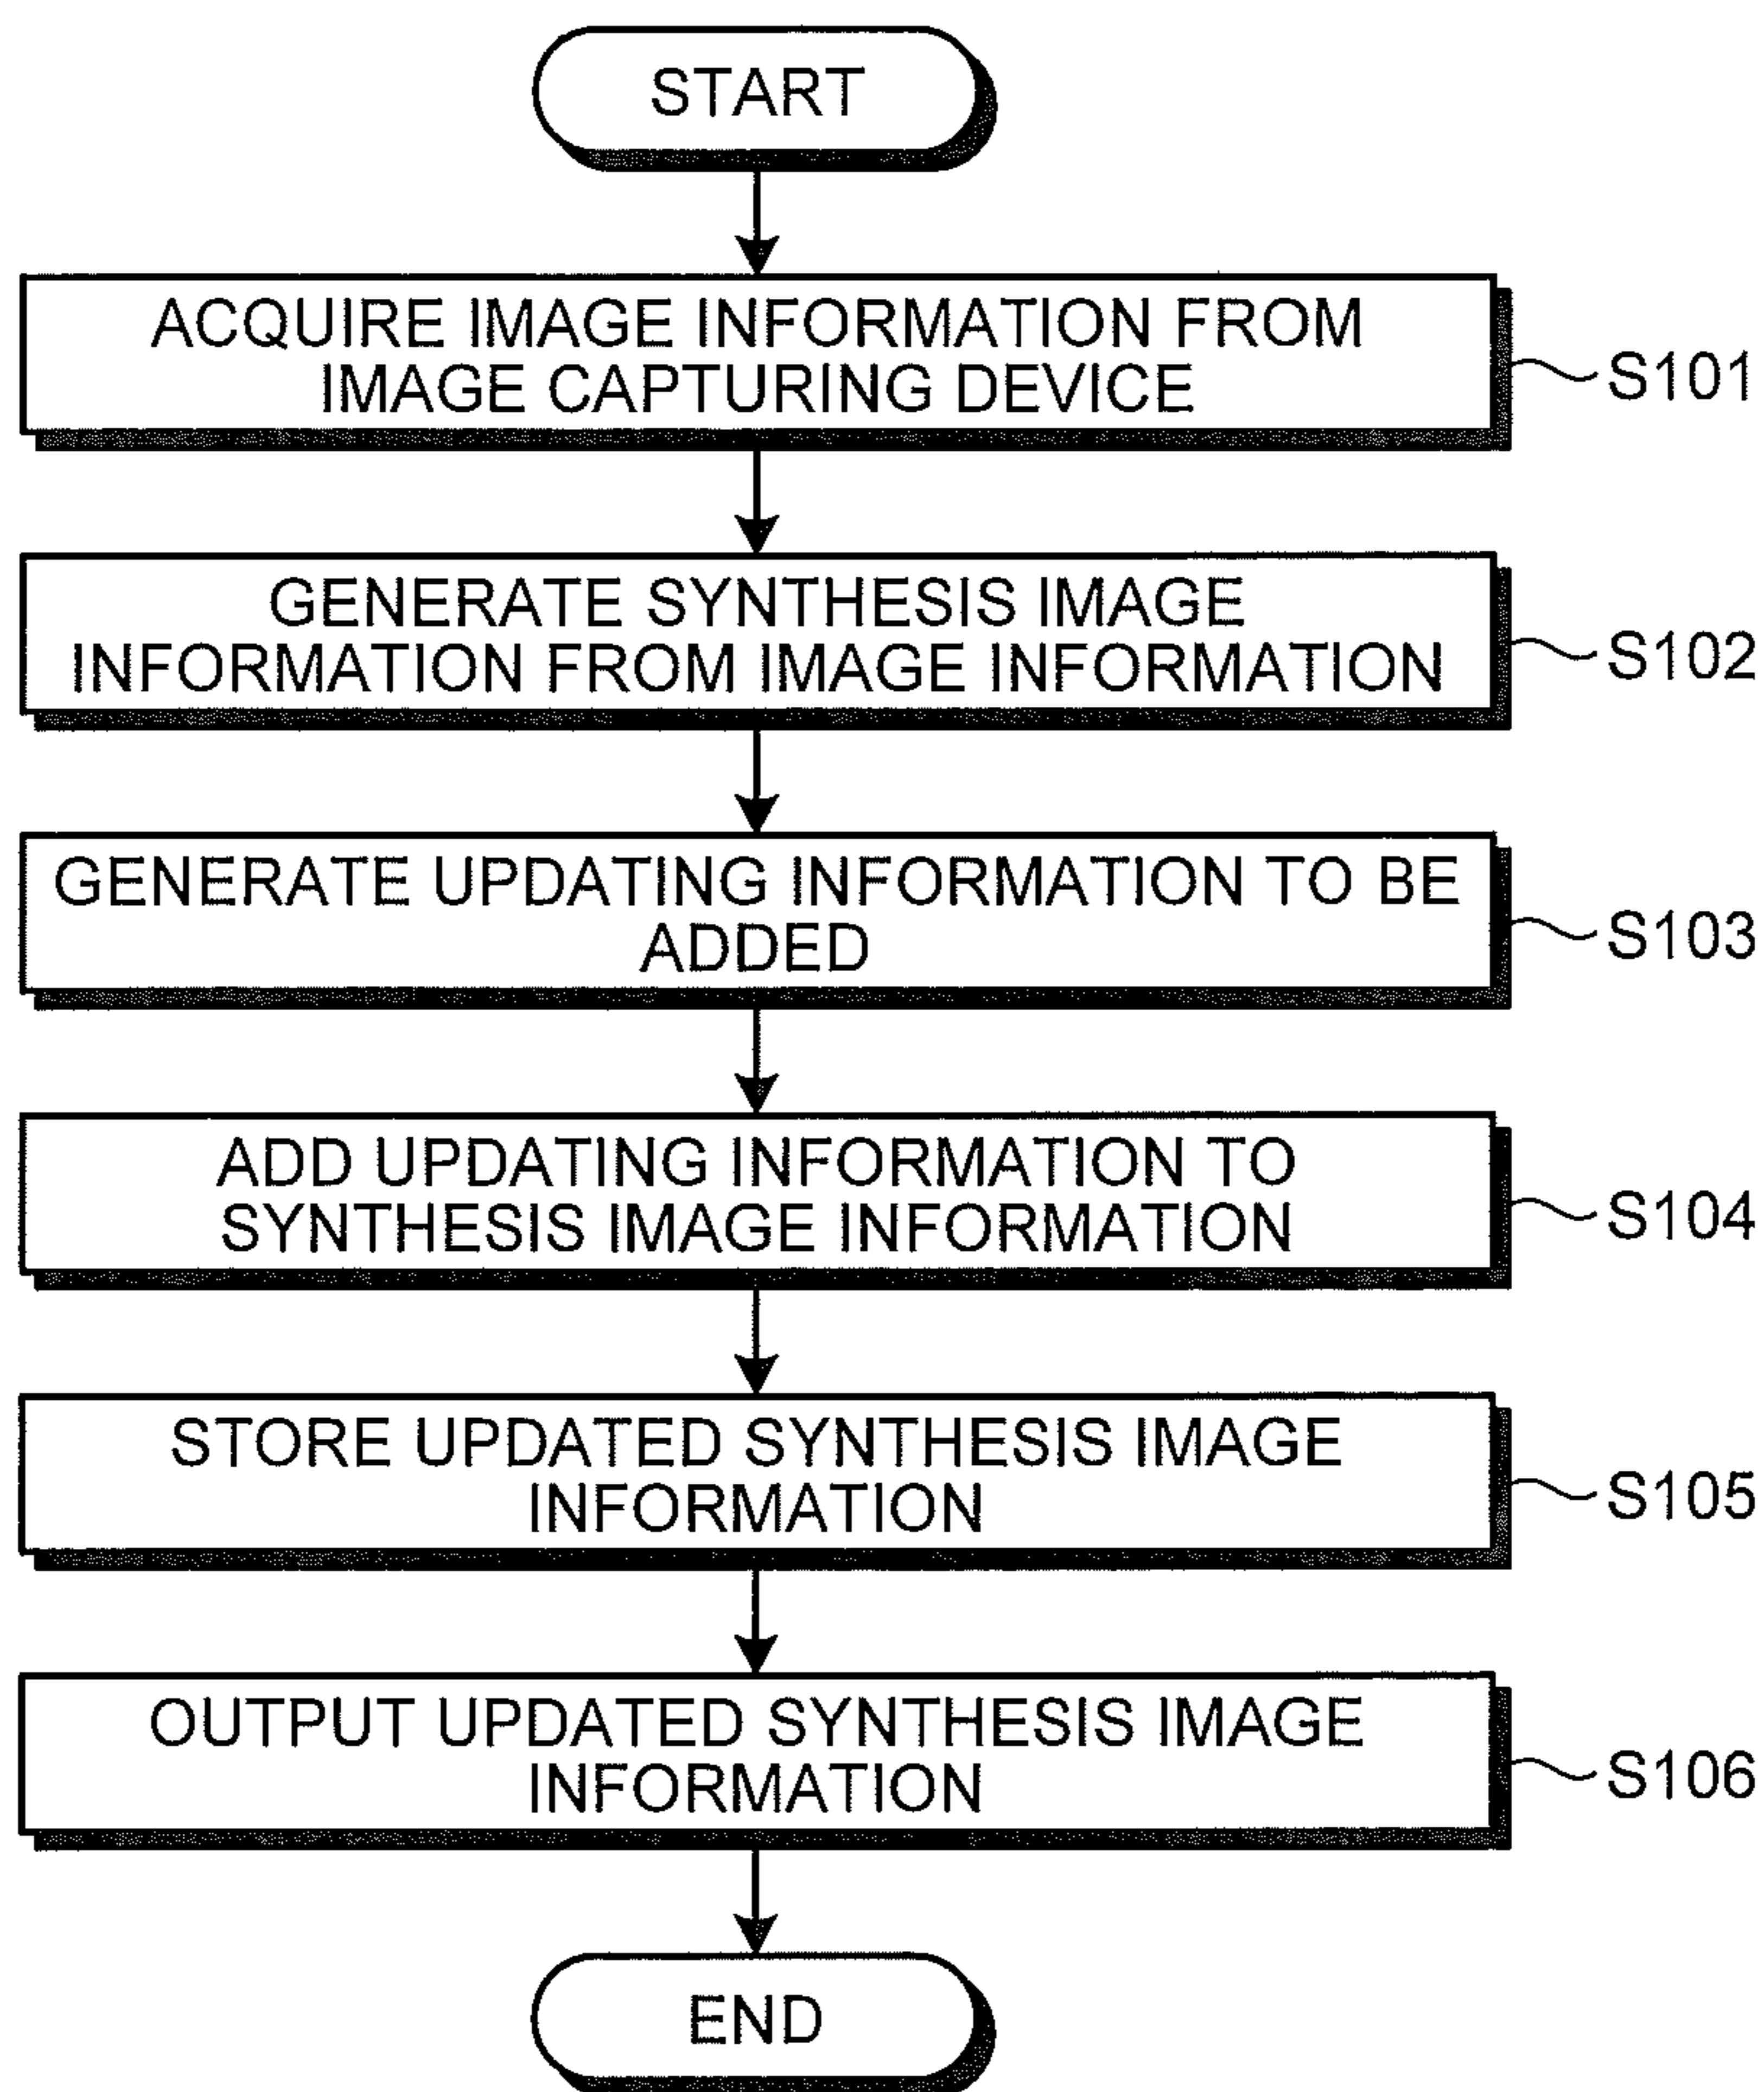 START
ACQUIRE IMAGE INFORMATION FROM
IMAGE CAPTURING DEVICE
S101
GENERATE SYNTHESIS IMAGE
INFORMATION FROM IMAGE INFORMATION
S102
GENERATE UPDATING INFORMATION TO BE
ADDED
S103
ADD UPDATING INFORMATION TO
SYNTHESIS IMAGE INFORMATION
S104
STORE UPDATED SYNTHESIS IMAGE
INFORMATION
S105
OUTPUT UPDATED SYNTHESIS IMAGE
INFORMATION
S106
END